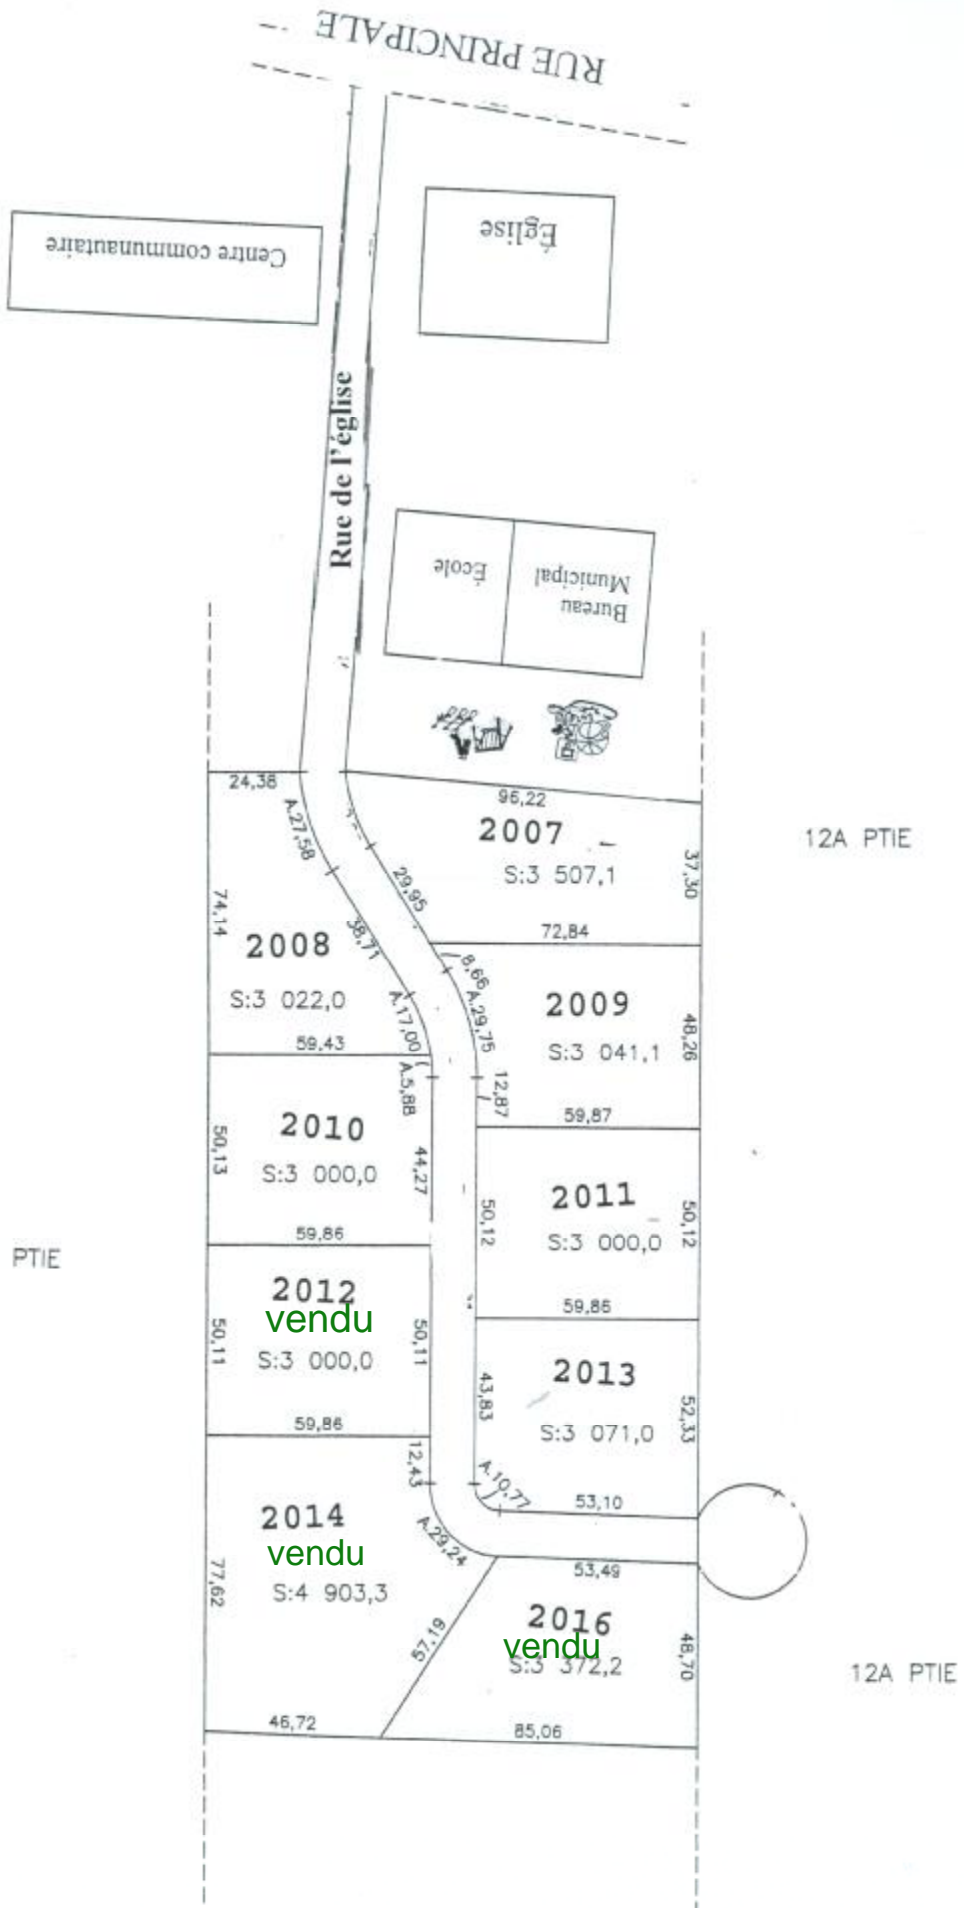 RUE PRINCIPALE
Église
Centre communautaire
Rue de l'église
École
Bureau
Municipal
24,38
96,22
2007
S:3 507,1
37,30
12A PTIE
A.27,58
29,95
72,84
74,14
38,71
2008
S:3 022,0
59,43
8,66
A.29,75
A.17,00
2009
S:3 041,1
48,26
12,87
59,87
A.5,88
2010
S:3 000,0
50,13
44,27
59,86
2011
S:3 000,0
50,12
50,12
59,86
PTIE
2012
vendu
S:3 000,0
50,11
50,11
59,86
2013
S:3 071,0
43,83
52,33
A.10,77
53,10
12,43
2014
vendu
S:4 903,3
A.29,24
77,62
53,49
57,19
2016
vendu
S:3 372,2
48,70
12A PTIE
46,72
85,06